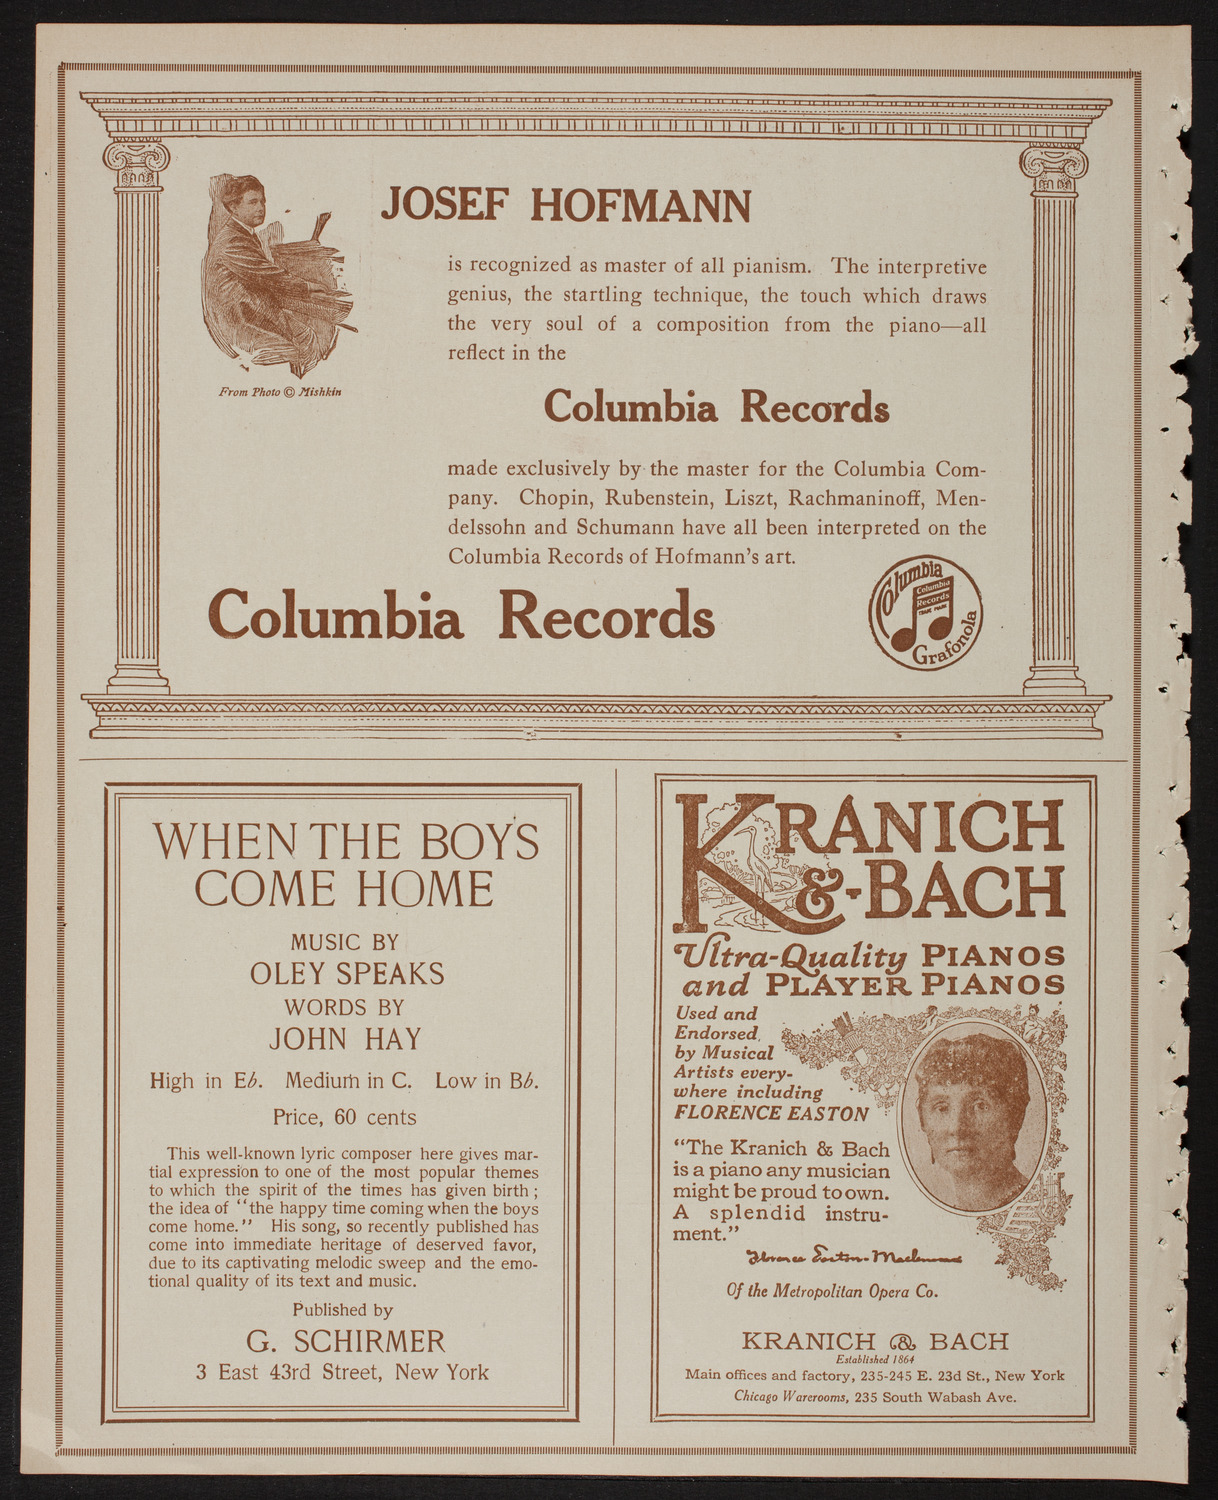 JOSEF HOFMANN
is recognized as master of all pianism. The interpretive
genius, the startling technique, the touch which draws
the very soul of a composition from the piano—all
reflect in the
From Photo © Mishkin
Columbia Records
made exclusively by the master for the Columbia Com-
pany. Chopin, Rubenstein, Liszt, Rachmaninoff, Men-
delssohn and Schumann have all been interpreted on the
Columbia Records of Hofmann's art.
Columbia Records
Columbia
Columbia
Records
TRADE MARK
Grafonola
WHEN THE BOYS
COME HOME
MUSIC BY
OLEY SPEAKS
WORDS BY
JOHN HAY
High in E♭. Medium in C. Low in B♭.
Price, 60 cents
This well-known lyric composer here gives mar-
tial expression to one of the most popular themes
to which the spirit of the times has given birth;
the idea of "the happy time coming when the boys
come home." His song, so recently published has
come into immediate heritage of deserved favor,
due to its captivating melodic sweep and the emo-
tional quality of its text and music.
Published by
G. SCHIRMER
3 East 43rd Street, New York
KRANICH
&-BACH
Ultra-Quality PIANOS
and PLAYER PIANOS
Used and
Endorsed
by Musical
Artists every-
where including
FLORENCE EASTON
"The Kranich & Bach
is a piano any musician
might be proud to own.
A splendid instru-
ment."
Florence Easton-Maclennan
Of the Metropolitan Opera Co.
KRANICH & BACH
Established 1864
Main offices and factory, 235-245 E. 23d St., New York
Chicago Warerooms, 235 South Wabash Ave.